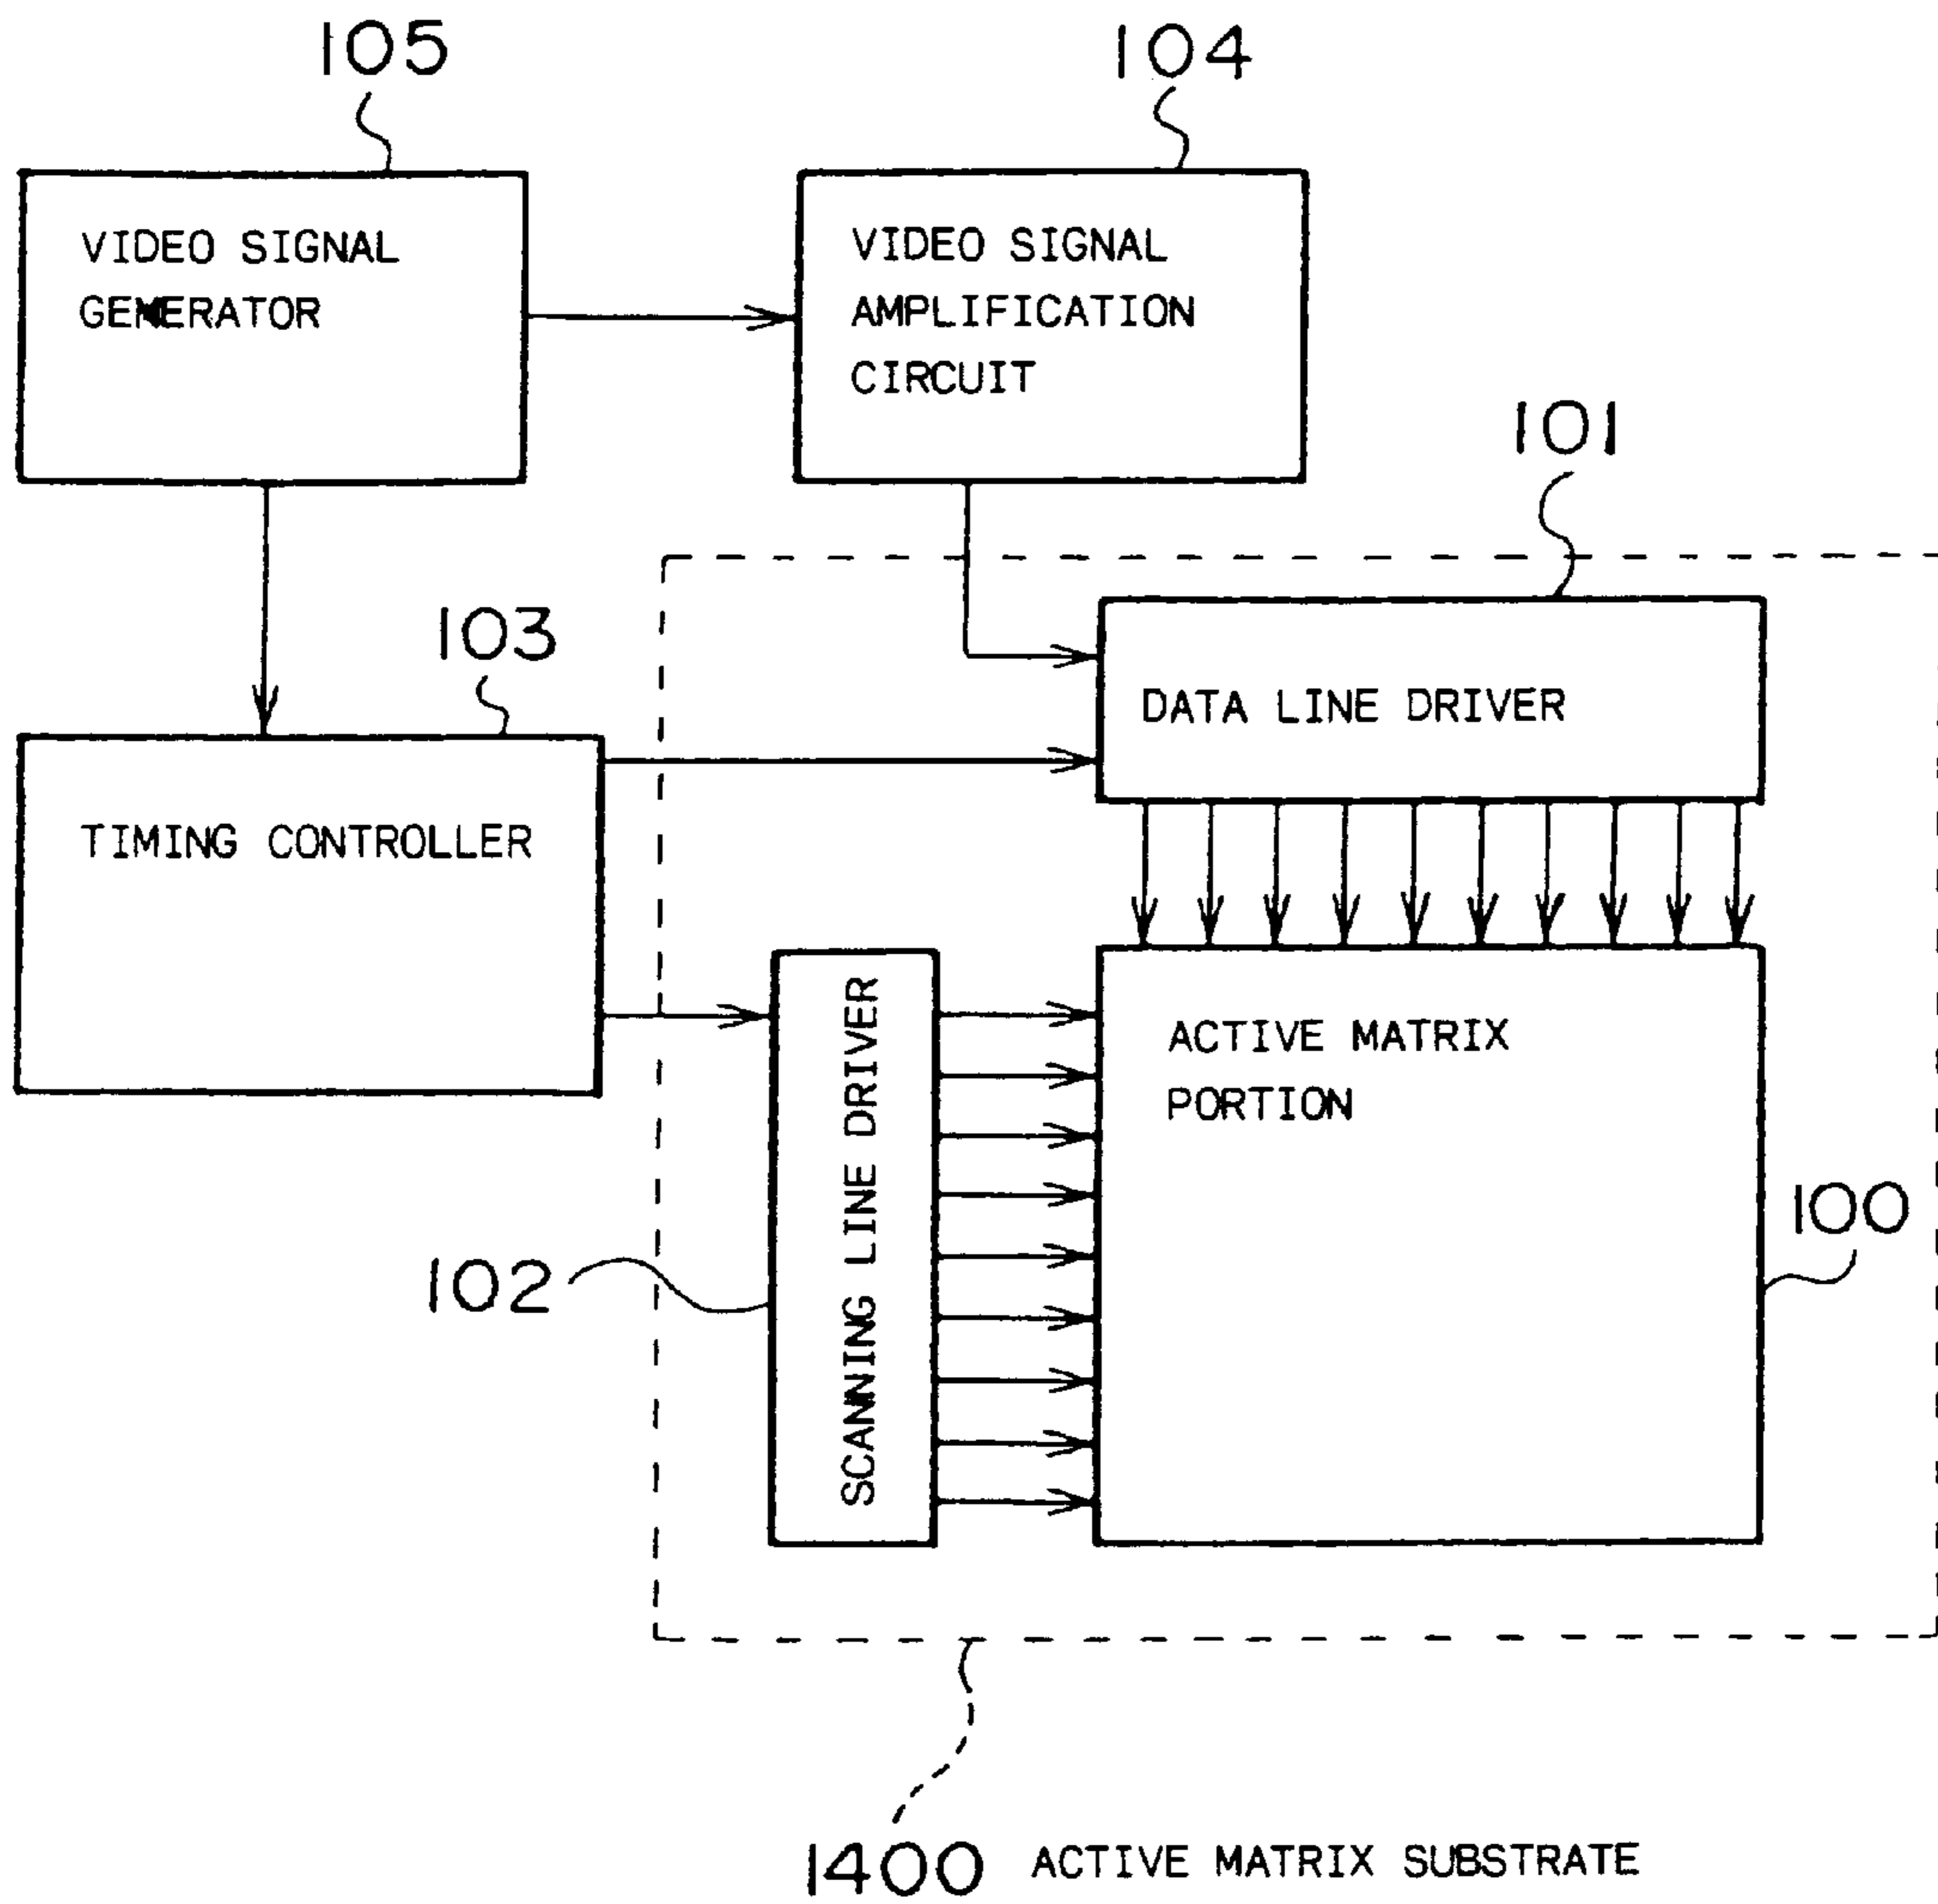 105
104
VIDEO SIGNAL
GENERATOR
VIDEO SIGNAL
AMPLIFICATION
CIRCUIT
101
103
DATA LINE DRIVER
TIMING CONTROLLER
SCANNING LINE DRIVER
ACTIVE MATRIX
PORTION
100
102
1400 ACTIVE MATRIX SUBSTRATE